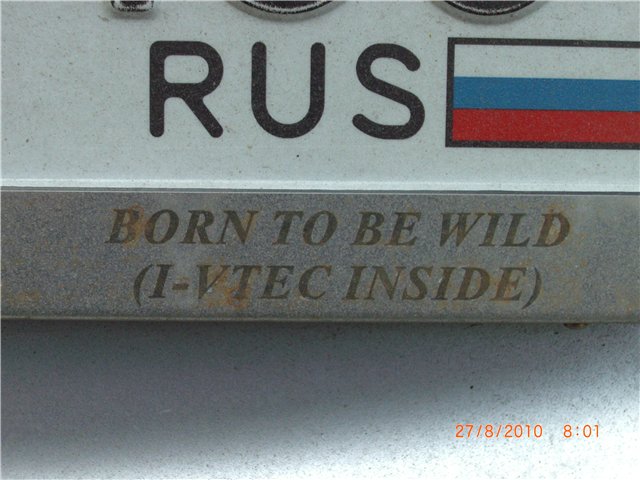 RUS
BORN TO BE WILD
(I-VTEC INSIDE)
27/8/2010 8:01